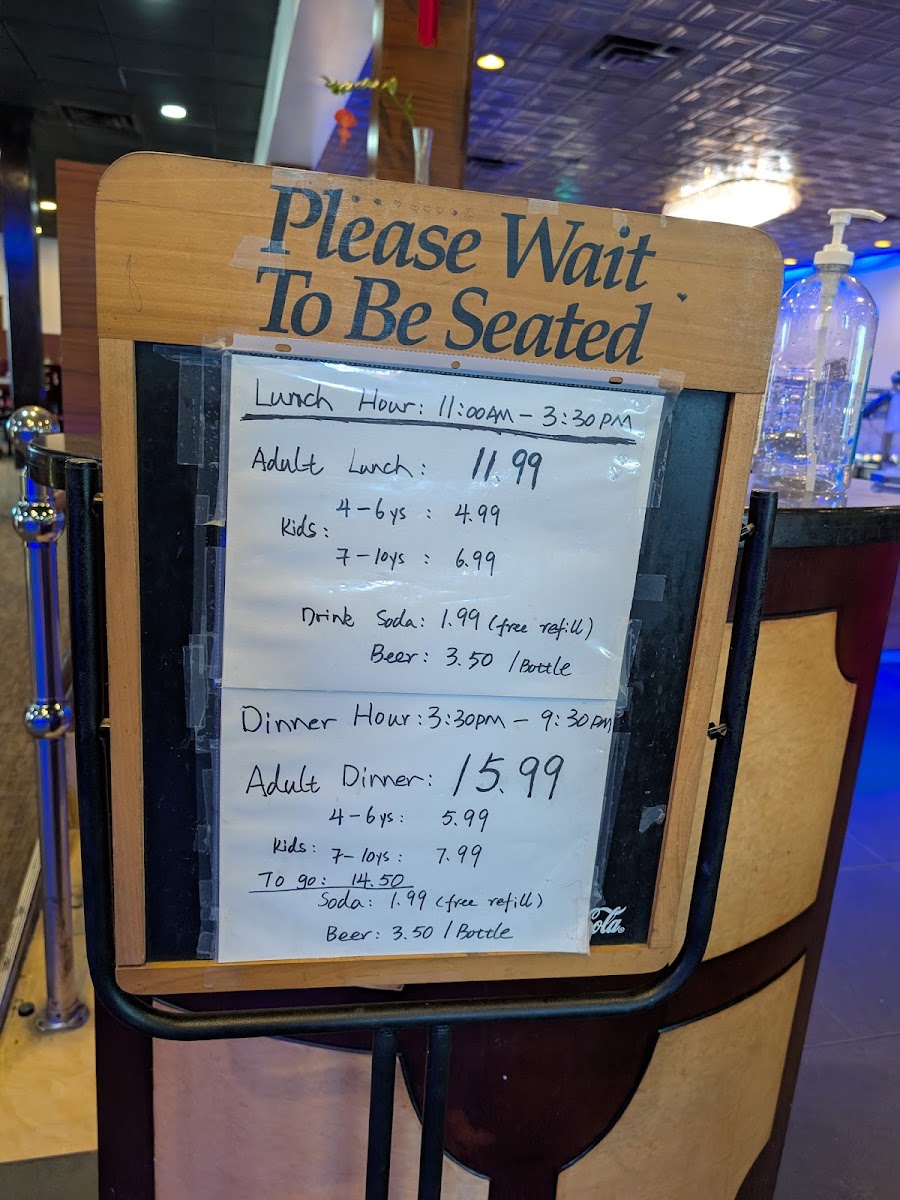 Please Wait
To Be Seated
Lunch Hour: 11:00AM - 3:30PM
Adult Lunch: 11.99
4-6ys : 4.99
Kids:
7-10ys : 6.99
Drink Soda: 1.99 (free refill)
Beer: 3.50 /Bottle
Dinner Hour: 3:30pm - 9:30pm
Adult Dinner: 15.99
4-6ys: 5.99
Kids:
7-10ys: 7.99
To go: 14.50
Soda: 1.99 (free refill)
Beer: 3.50 /Bottle
Cola